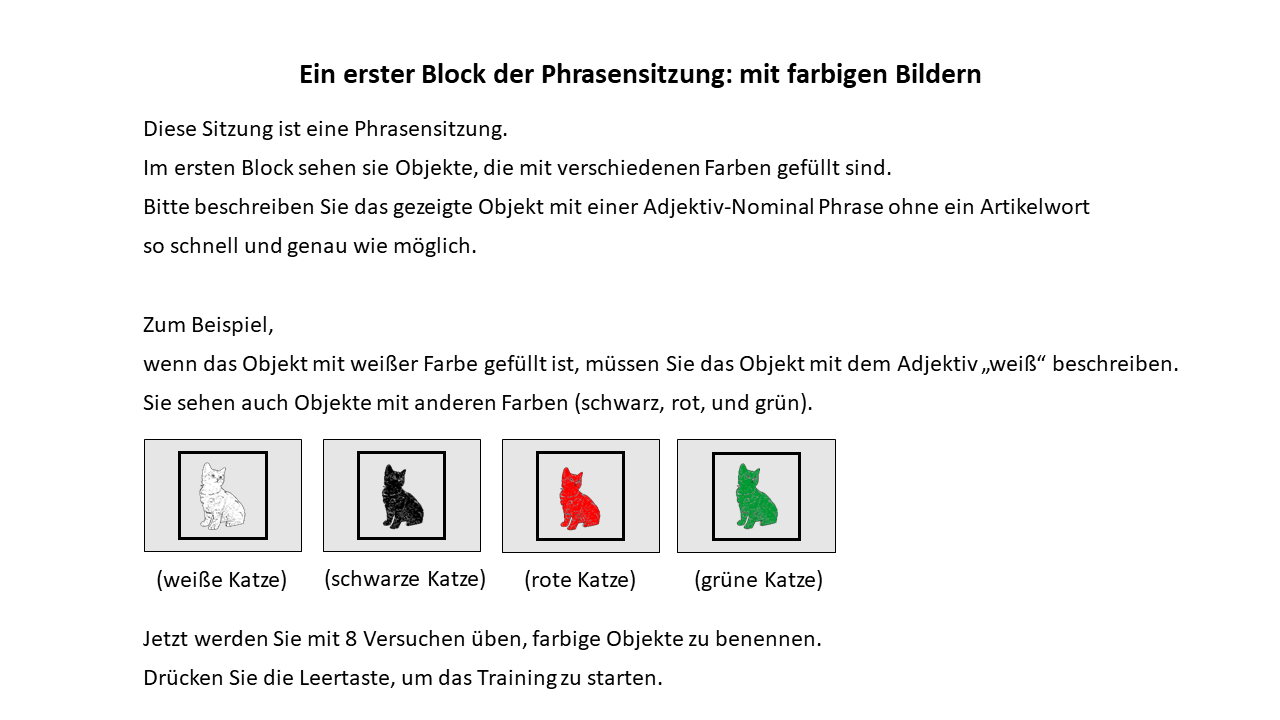 Ein erster Block der Phrasensitzung: mit farbigen Bildern
Diese Sitzung ist eine Phrasensitzung.
Im ersten Block sehen sie Objekte, die mit verschiedenen Farben gefüllt sind.
Bitte beschreiben Sie das gezeigte Objekt mit einer Adjektiv-Nominal Phrase ohne ein Artikelwort
so schnell und genau wie möglich.
Zum Beispiel,
wenn das Objekt mit weißer Farbe gefüllt ist, müssen Sie das Objekt mit dem Adjektiv „weiß“ beschreiben.
Sie sehen auch Objekte mit anderen Farben (schwarz, rot, und grün).
(weiße Katze) (schwarze Katze) (rote Katze) (grüne Katze)
Jetzt werden Sie mit 8 Versuchen üben, farbige Objekte zu benennen.
Drücken Sie die Leertaste, um das Training zu starten.